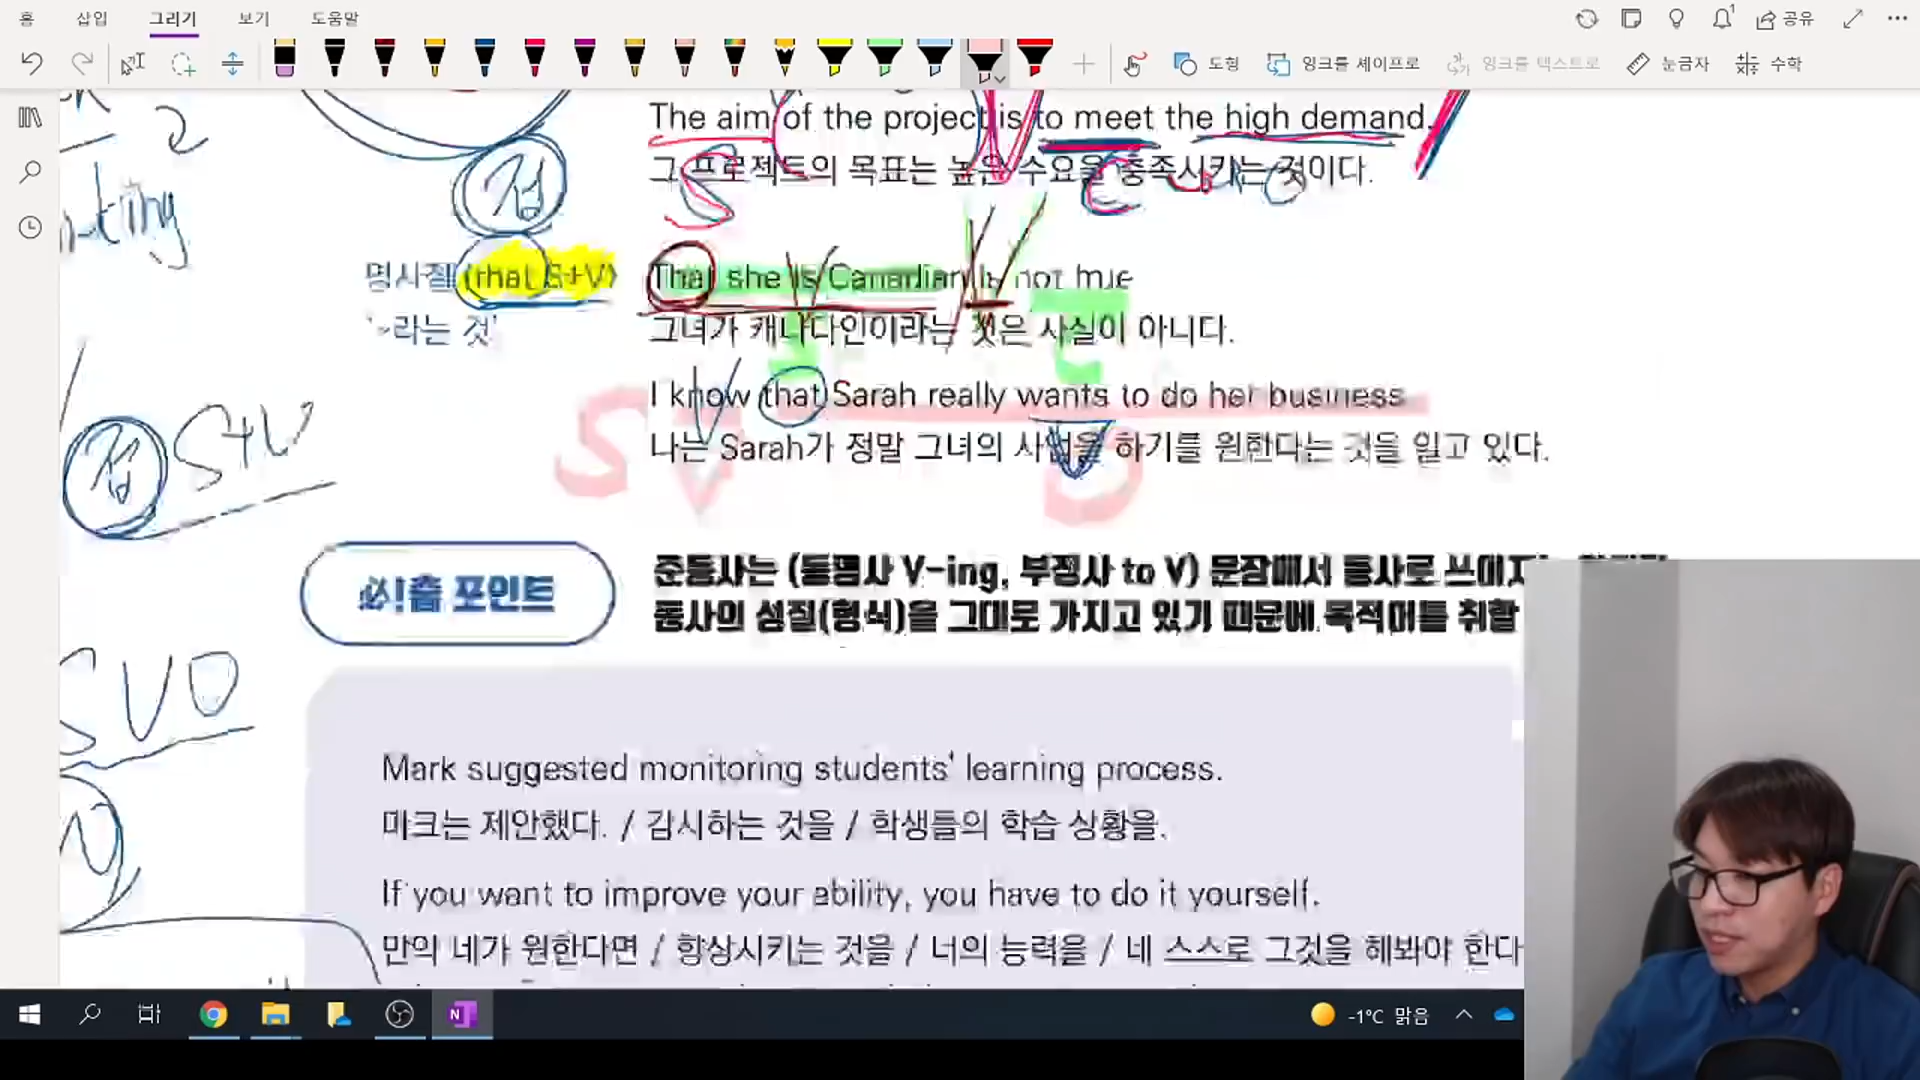 홈 삽입 그리기 보기 도움말
공유
도형 잉크를 셰이프로 잉크를 텍스트로 눈금자 수학
The aim of the project is to meet the high demand.
그 프로젝트의 목표는 높은 수요을 충족시키는 것이다.
S V C
점
명사절 (that S+V) That she is Canadian is not true
'~라는 것' 그녀가 캐나다인이라는 것은 사실이 아니다.
I know that Sarah really wants to do her business
나는 Sarah가 정말 그녀의 사업을 하기를 원한다는 것을 알고 있다.
S V O
접 S+V
시험 포인트
준동사는 (동명사 V-ing, 부정사 to V) 문장에서 동사로 쓰이지
동사의 성질(형식)을 그대로 가지고 있기 때문에 목적어를 취할
SVO
Mark suggested monitoring students' learning process.
마크는 제안했다. / 감시하는 것을 / 학생들의 학습 상황을.
If you want to improve your ability, you have to do it yourself.
만약 네가 원한다면 / 향상시키는 것을 / 너의 능력을 / 네 스스로 그것을 해봐야 한다
-1°C 맑음